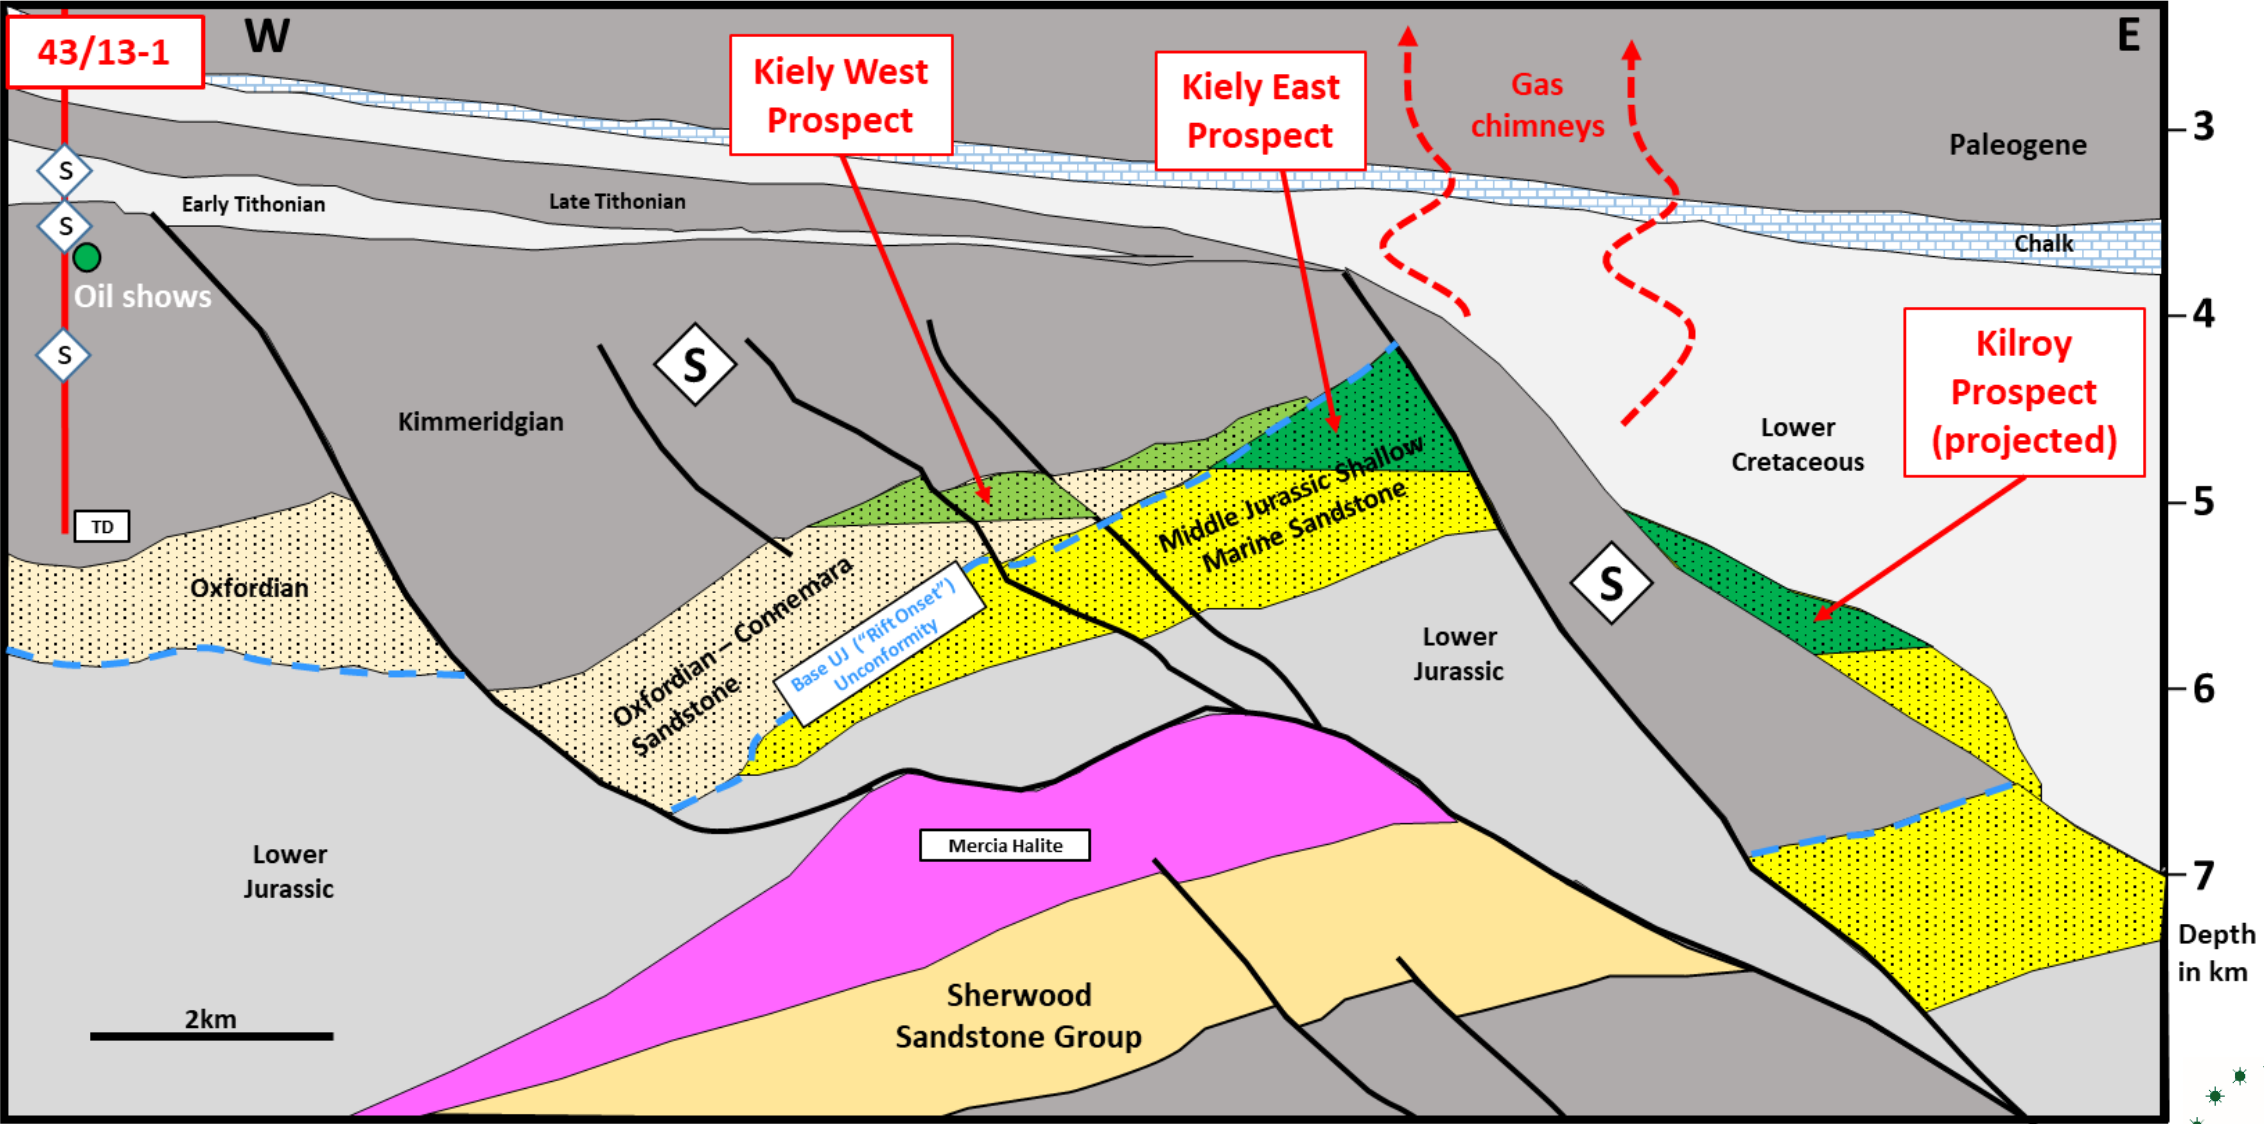 43/13-1
W
E
Kiely West
Prospect
Kiely East
Prospect
Gas
chimneys
3
Paleogene
S
Early Tithonian
Late Tithonian
S
Chalk
Oil shows
4
S
S
Kilroy
Prospect
(projected)
Kimmeridgian
Lower
Cretaceous
5
TD
Middle Jurassic Shallow
Marine Sandstone
Oxfordian
S
Oxfordian – Connemara
Sandstone
Base UJ (“Rift Onset”)
Unconformity
Lower
Jurassic
6
Mercia Halite
Lower
Jurassic
7
Depth
in km
2km
Sherwood
Sandstone Group